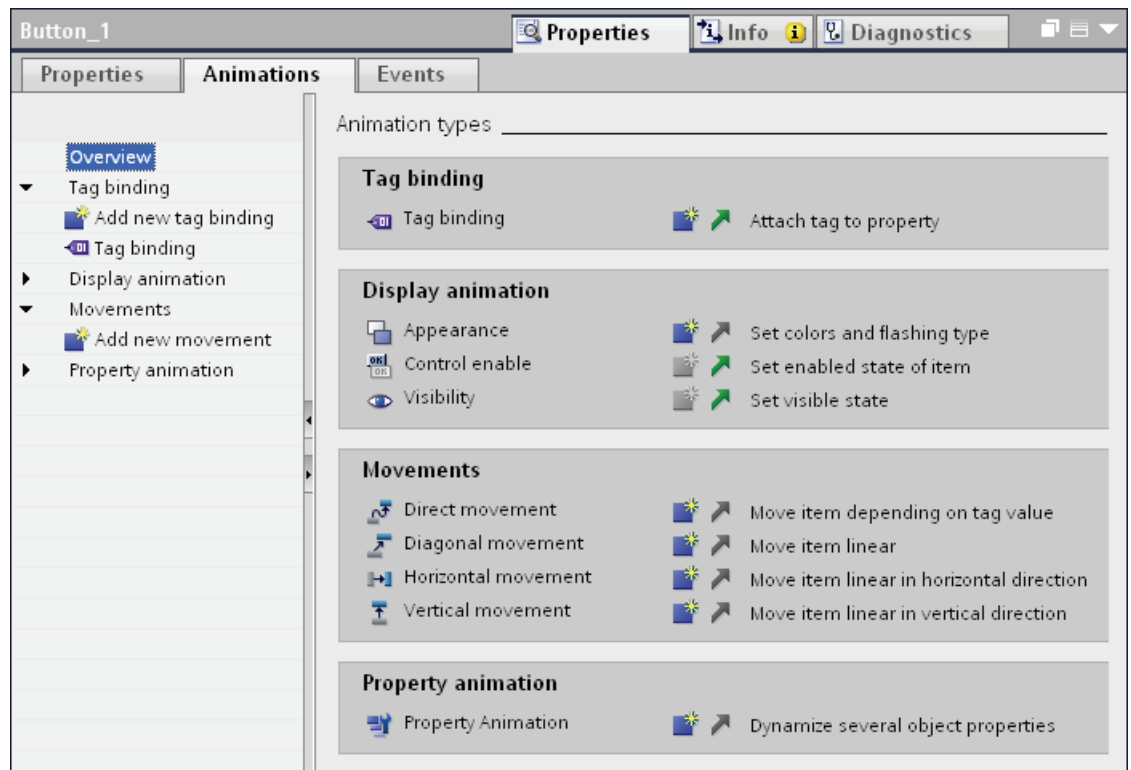 Button_1
Properties
Info
Diagnostics
Properties
Animations
Events
Overview
Tag binding
Add new tag binding
Tag binding
Display animation
Movements
Add new movement
Property animation
Animation types
Tag binding
Tag binding Attach tag to property
Display animation
Appearance Set colors and flashing type
Control enable Set enabled state of item
Visibility Set visible state
Movements
Direct movement Move item depending on tag value
Diagonal movement Move item linear
Horizontal movement Move item linear in horizontal direction
Vertical movement Move item linear in vertical direction
Property animation
Property Animation Dynamize several object properties